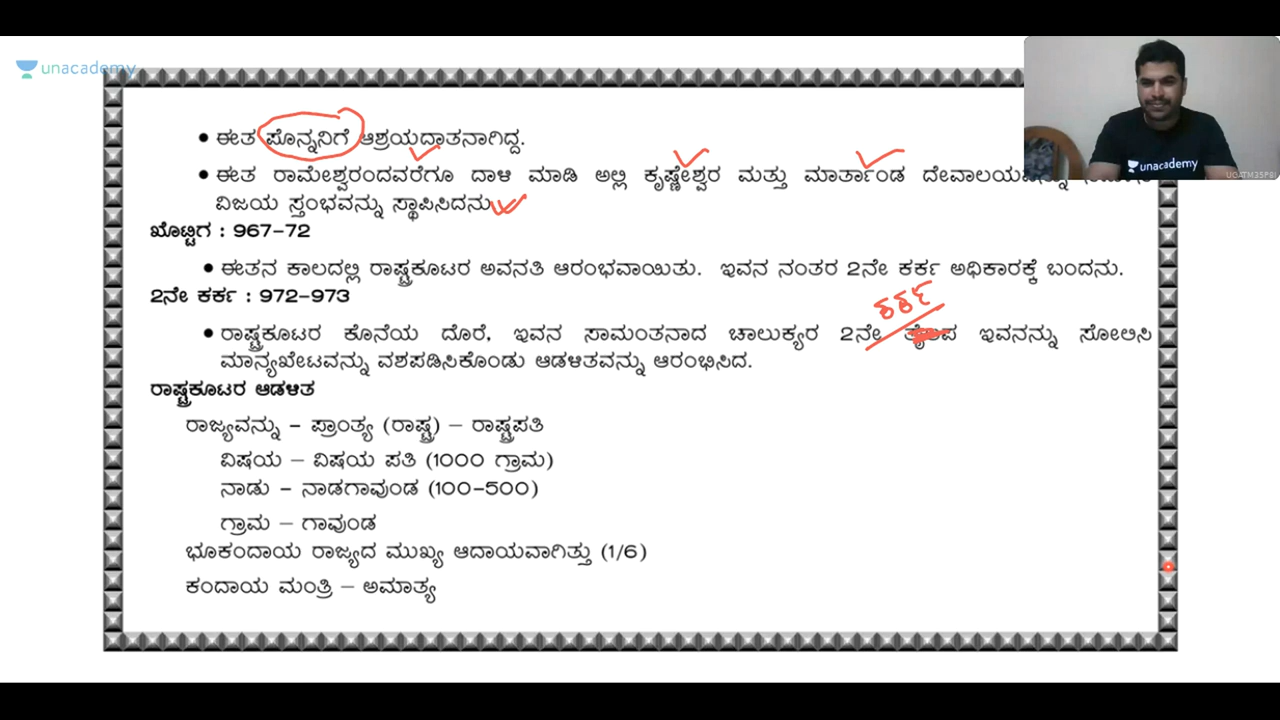 unacademy
• ಈತ ಪೊನ್ನನಿಗೆ ಆಶ್ರಯದಾತನಾಗಿದ್ದ.
• ಈತ ರಾಮೇಶ್ವರಂದವರೆಗೂ ದಾಳಿ ಮಾಡಿ ಅಲ್ಲಿ ಕೃಷ್ಣೇಶ್ವರ ಮತ್ತು ಮಾರ್ತಾಂಡ
ವಿಜಯ ಸ್ತಂಭವನ್ನು ಸ್ಥಾಪಿಸಿದನು
ಖೊಟ್ಟಿಗ : 967-72
• ಈತನ ಕಾಲದಲ್ಲಿ ರಾಷ್ಟ್ರಕೂಟರ ಅವನತಿ ಆರಂಭವಾಯಿತು. ಇವನ ನಂತರ 2ನೇ ಕರ್ಕ ಅಧಿಕಾರಕ್ಕೆ ಬಂದನು.
2ನೇ ಕರ್ಕ : 972-973
ಕರ್ಕ
• ರಾಷ್ಟ್ರಕೂಟರ ಕೊನೆಯ ದೊರೆ, ಇವನ ಸಾಮಂತನಾದ ಚಾಲುಕ್ಯರ 2ನೇ ಇವನನ್ನು ಸೋಲಿಸಿ
ಮಾನ್ಯಖೇಟವನ್ನು ವಶಪಡಿಸಿಕೊಂಡು ಆಡಳಿತವನ್ನು ಆರಂಭಿಸಿದ.
ರಾಷ್ಟ್ರಕೂಟರ ಆಡಳಿತ
ರಾಜ್ಯವನ್ನು – ಪ್ರಾಂತ್ಯ (ರಾಷ್ಟ್ರ) – ರಾಷ್ಟ್ರಪತಿ
ವಿಷಯ – ವಿಷಯ ಪತಿ (1000 ಗ್ರಾಮ)
ನಾಡು – ನಾಡಗಾವುಂಡ (100-500)
ಗ್ರಾಮ – ಗಾವುಂಡ
ಭೂಕಂದಾಯ ರಾಜ್ಯದ ಮುಖ್ಯ ಆದಾಯವಾಗಿತ್ತು (1/6)
ಕಂದಾಯ ಮಂತ್ರಿ – ಅಮಾತ್ಯ
unacademy